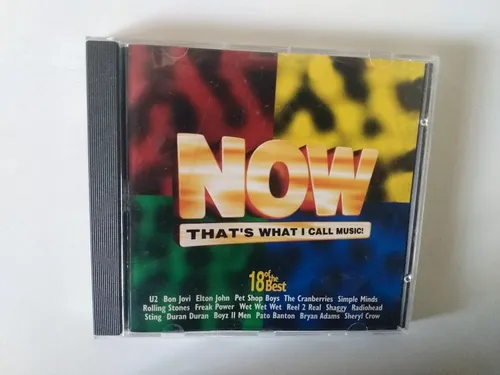 NOW
THAT'S WHAT I CALL MUSIC!
18 of the Best
U2 Bon Jovi Elton John Pet Shop Boys The Cranberries Simple Minds
Rolling Stones Freak Power Wet Wet Wet Reel 2 Real Shaggy Radiohead
Sting Duran Duran Boyz II Men Pato Banton Bryan Adams Sheryl Crow